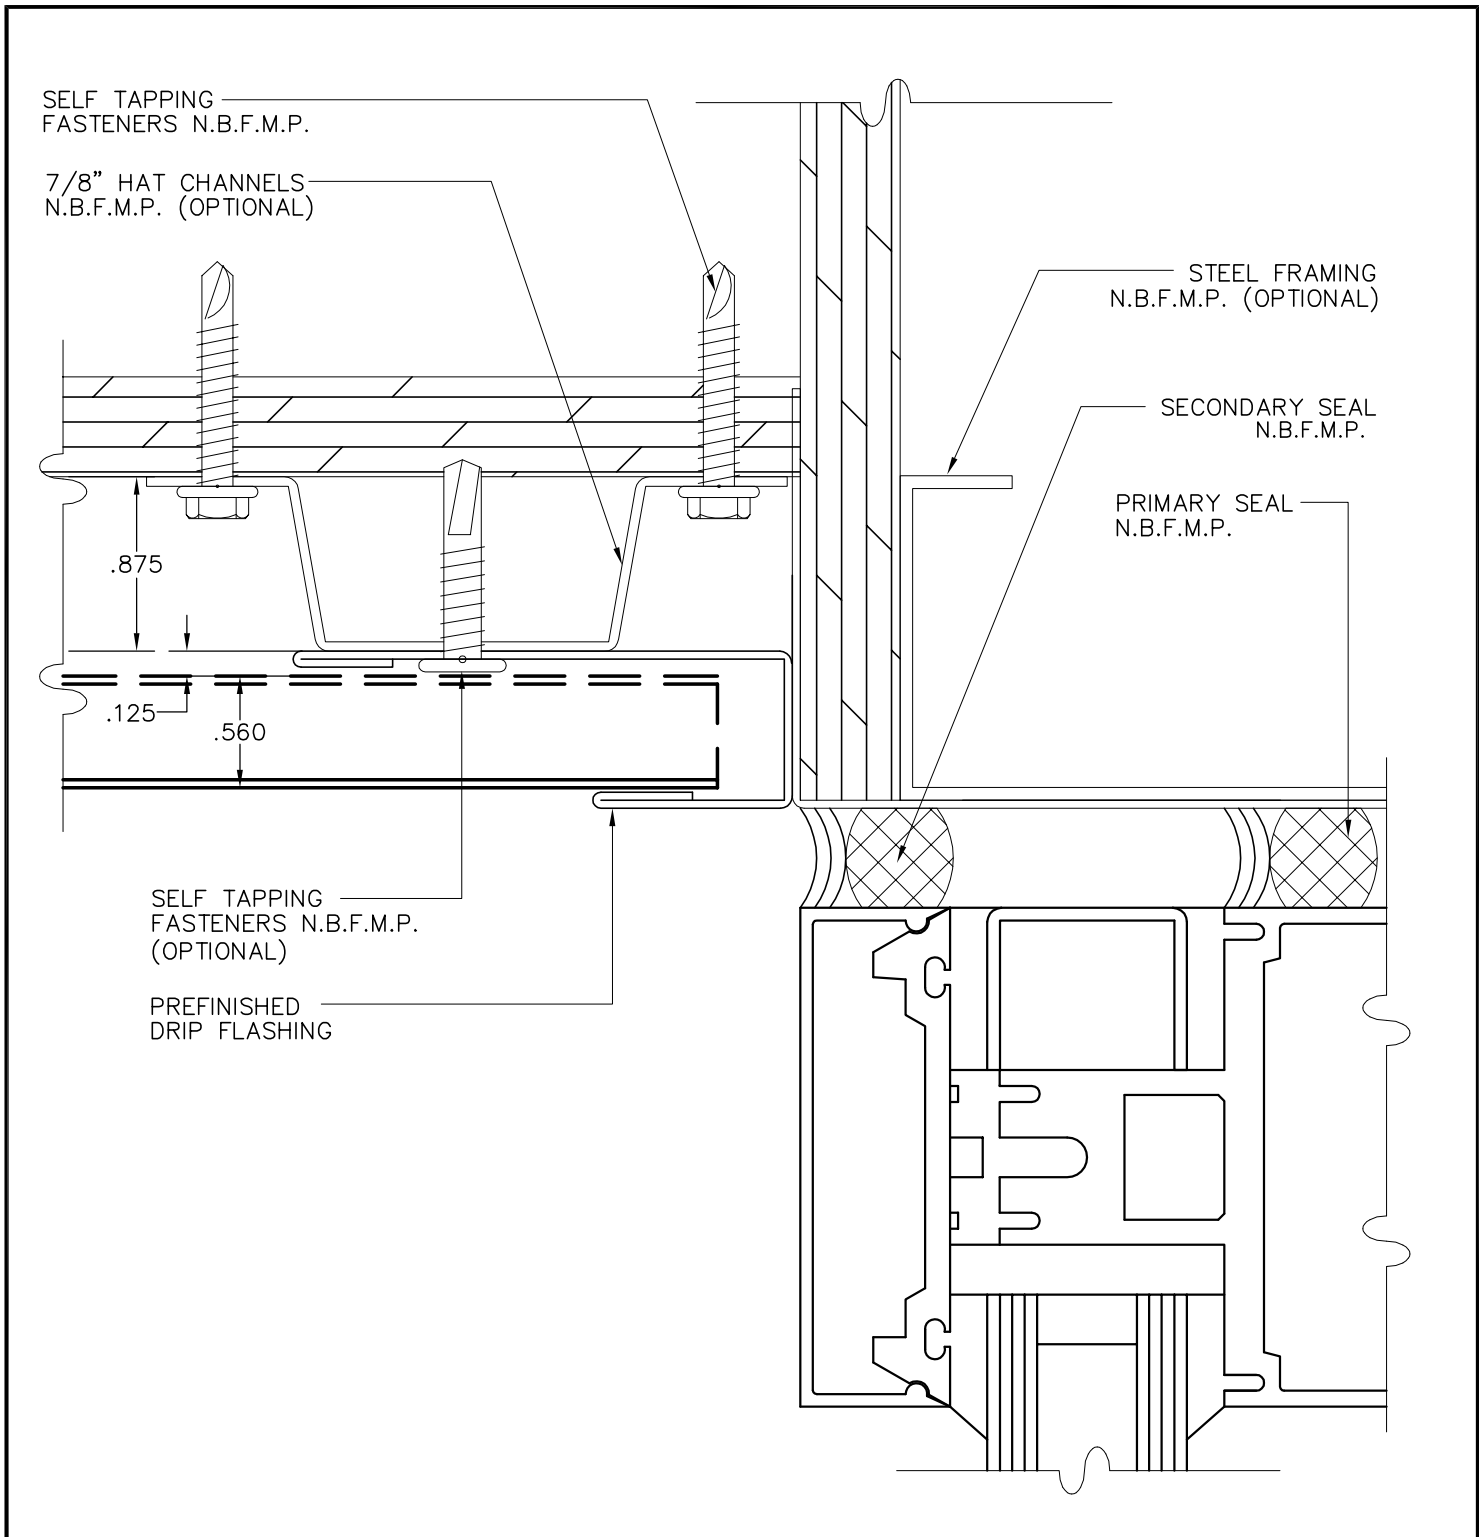 SELF TAPPING
FASTENERS N.B.F.M.P.
7/8" HAT CHANNELS
N.B.F.M.P. (OPTIONAL)
STEEL FRAMING
N.B.F.M.P. (OPTIONAL)
SECONDARY SEAL
N.B.F.M.P.
PRIMARY SEAL
N.B.F.M.P.
.875
.125
.560
SELF TAPPING
FASTENERS N.B.F.M.P.
(OPTIONAL)
PREFINISHED
DRIP FLASHING